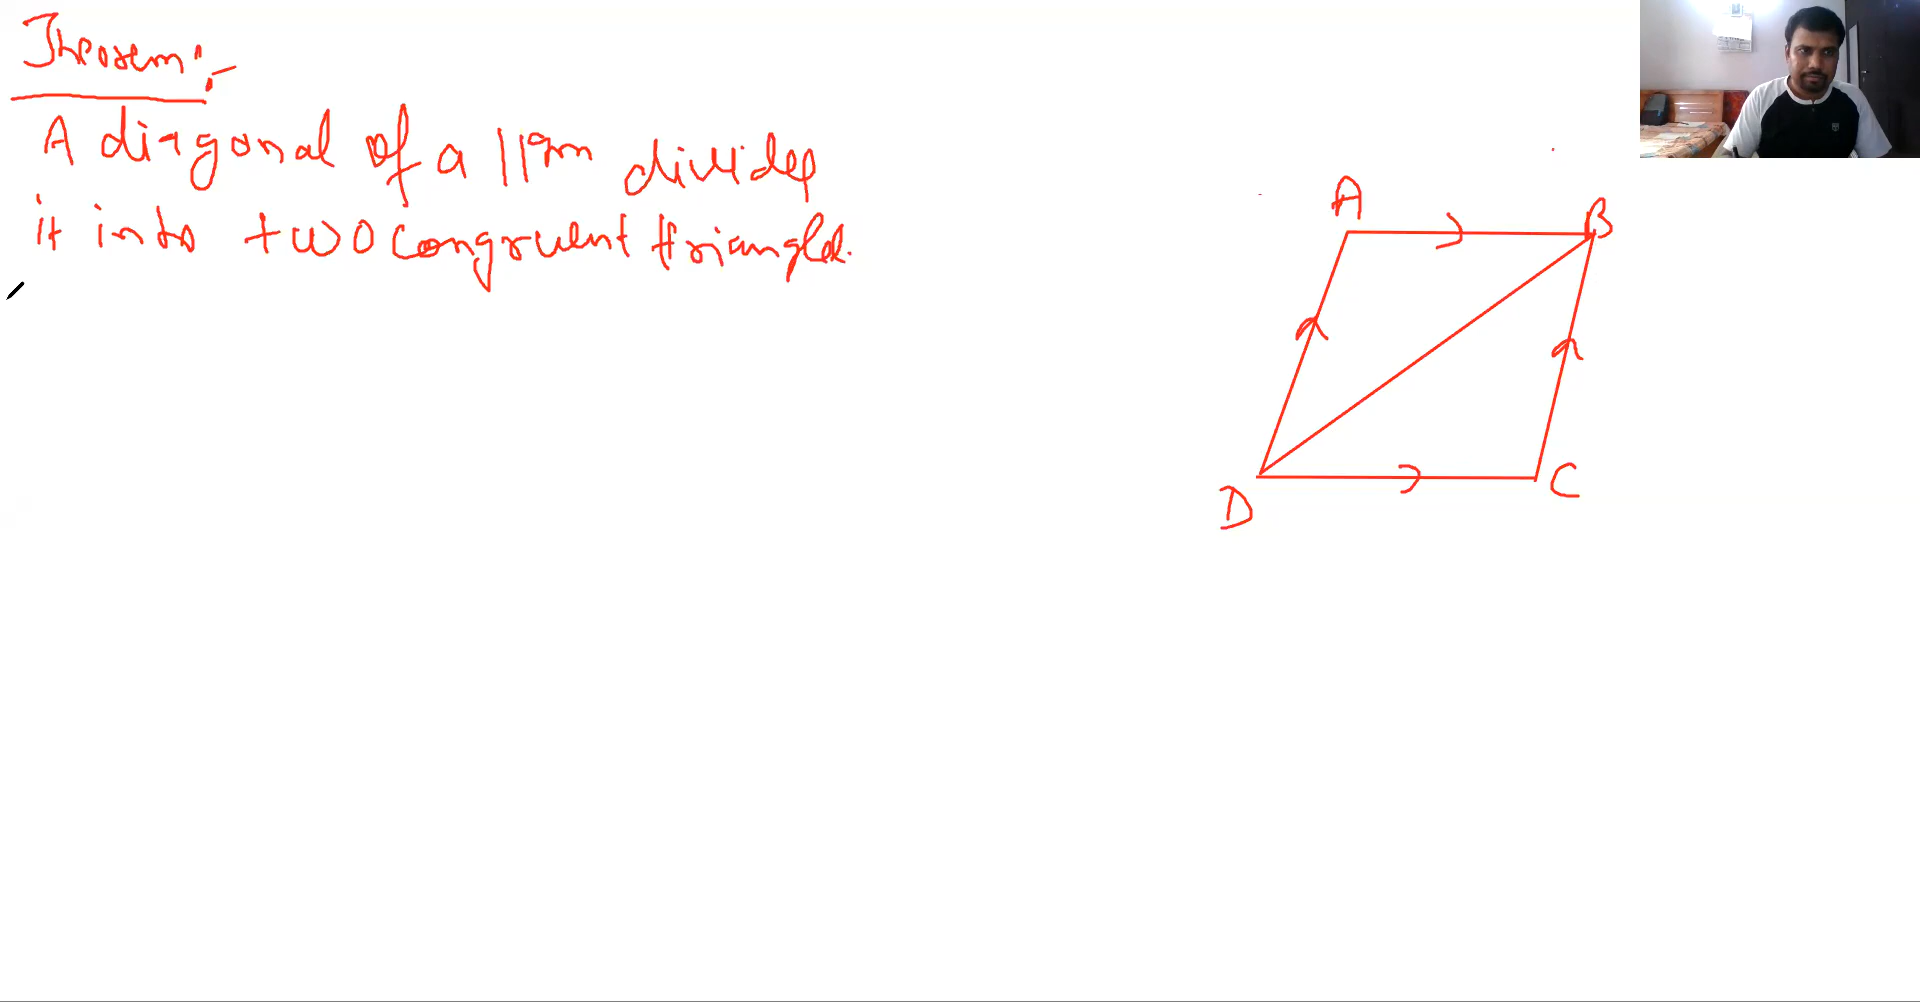 Theorem:-
A diagonal of a ||gm divides
it into two congruent triangles.
A
B
D
C